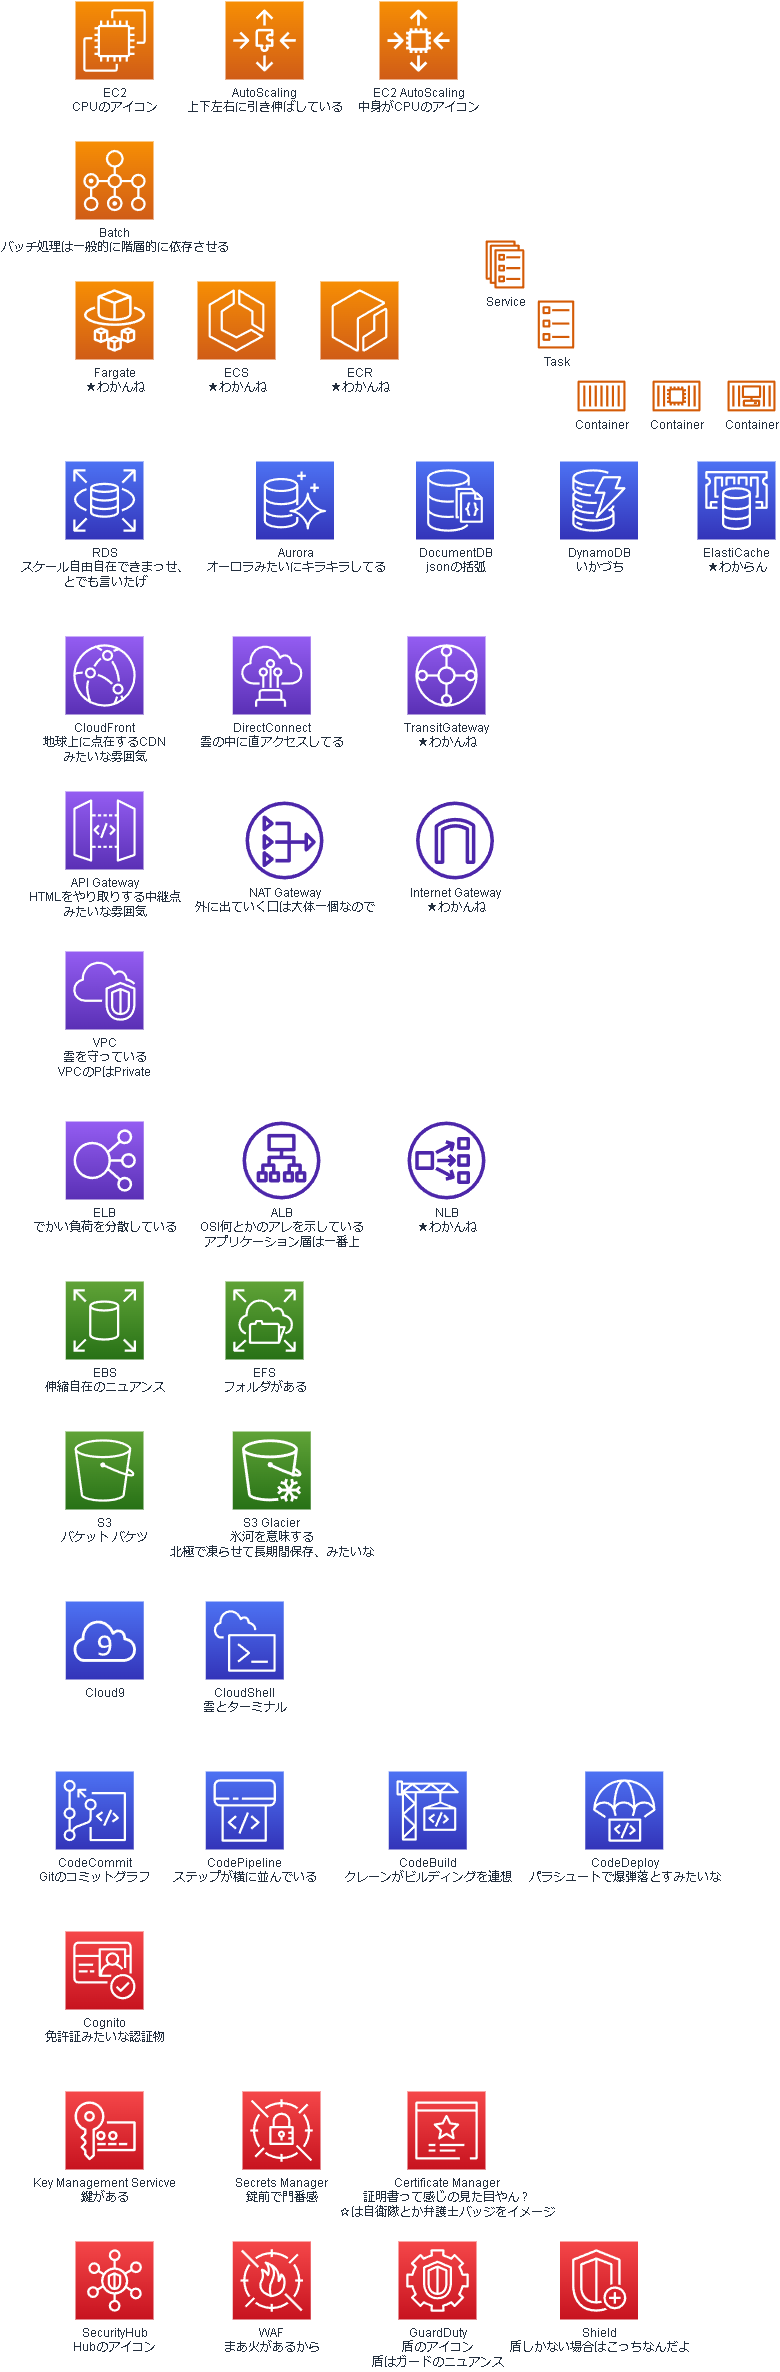 EC2
CPUのアイコン
AutoScaling
上下左右に引き伸ばしている
EC2 AutoScaling
中身がCPUのアイコン
Batch
バッチ処理は一般的に階層的に依存させる
Service
Task
Fargate
★わかんね
ECS
★わかんね
ECR
★わかんね
Container
Container
Container
RDS
スケール自由自在できまっせ、
とでも言いたげ
Aurora
オーロラみたいにキラキラしてる
DocumentDB
jsonの括弧
DynamoDB
いかづち
ElastiCache
★わからん
CloudFront
地球上に点在するCDN
みたいな雰囲気
DirectConnect
雲の中に直アクセスしてる
TransitGateway
★わかんね
API Gateway
HTMLをやり取りする中継点
みたいな雰囲気
NAT Gateway
外に出ていく口は大体一個なので
Internet Gateway
★わかんね
VPC
雲を守っている
VPCのPはPrivate
ELB
でかい負荷を分散している
ALB
OSI何とかのアレを示している
アプリケーション層は一番上
NLB
★わかんね
EBS
伸縮自在のニュアンス
EFS
フォルダがある
S3
バケット バケツ
S3 Glacier
氷河を意味する
北極で凍らせて長期間保存、みたいな
9
Cloud9
CloudShell
雲とターミナル
CodeCommit
Gitのコミットグラフ
CodePipeline
ステップが横に並んでいる
CodeBuild
クレーンがビルディングを連想
CodeDeploy
パラシュートで爆弾落とすみたいな
Cognito
免許証みたいな認証物
Key Management Servicve
鍵がある
Secrets Manager
錠前で門番感
Certificate Manager
証明書って感じの見た目やん？
☆は自衛隊とか弁護士バッジをイメージ
SecurityHub
Hubのアイコン
WAF
まあ火があるから
GuardDuty
盾のアイコン
盾はガードのニュアンス
Shield
盾しかない場合はこっちなんだよ